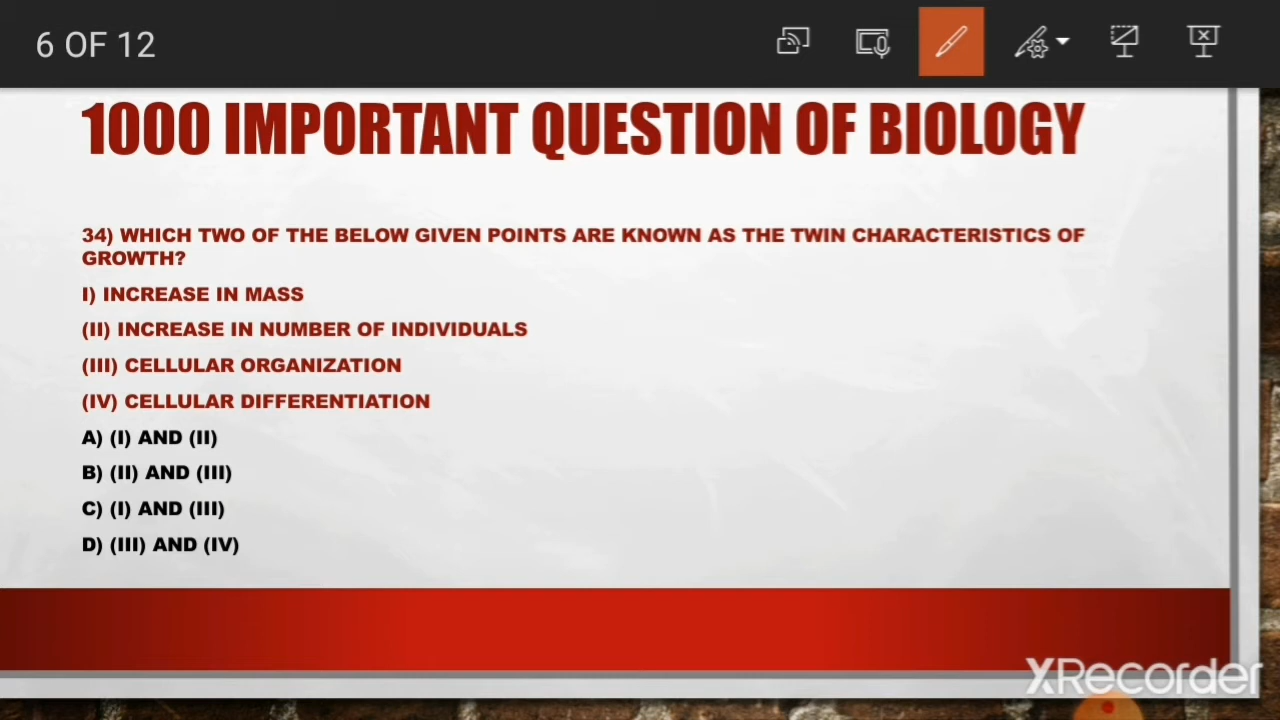 6 OF 12
1000 IMPORTANT QUESTION OF BIOLOGY
34) WHICH TWO OF THE BELOW GIVEN POINTS ARE KNOWN AS THE TWIN CHARACTERISTICS OF
GROWTH?
I) INCREASE IN MASS
(II) INCREASE IN NUMBER OF INDIVIDUALS
(III) CELLULAR ORGANIZATION
(IV) CELLULAR DIFFERENTIATION
A) (I) AND (II)
B) (II) AND (III)
C) (I) AND (III)
D) (III) AND (IV)
XRecorder